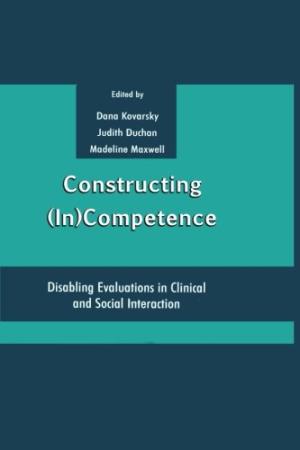 Edited by
Dana Kovarsky
Judith Duchan
Madeline Maxwell
Constructing
(In)Competence
Disabling Evaluations in Clinical
and Social Interaction